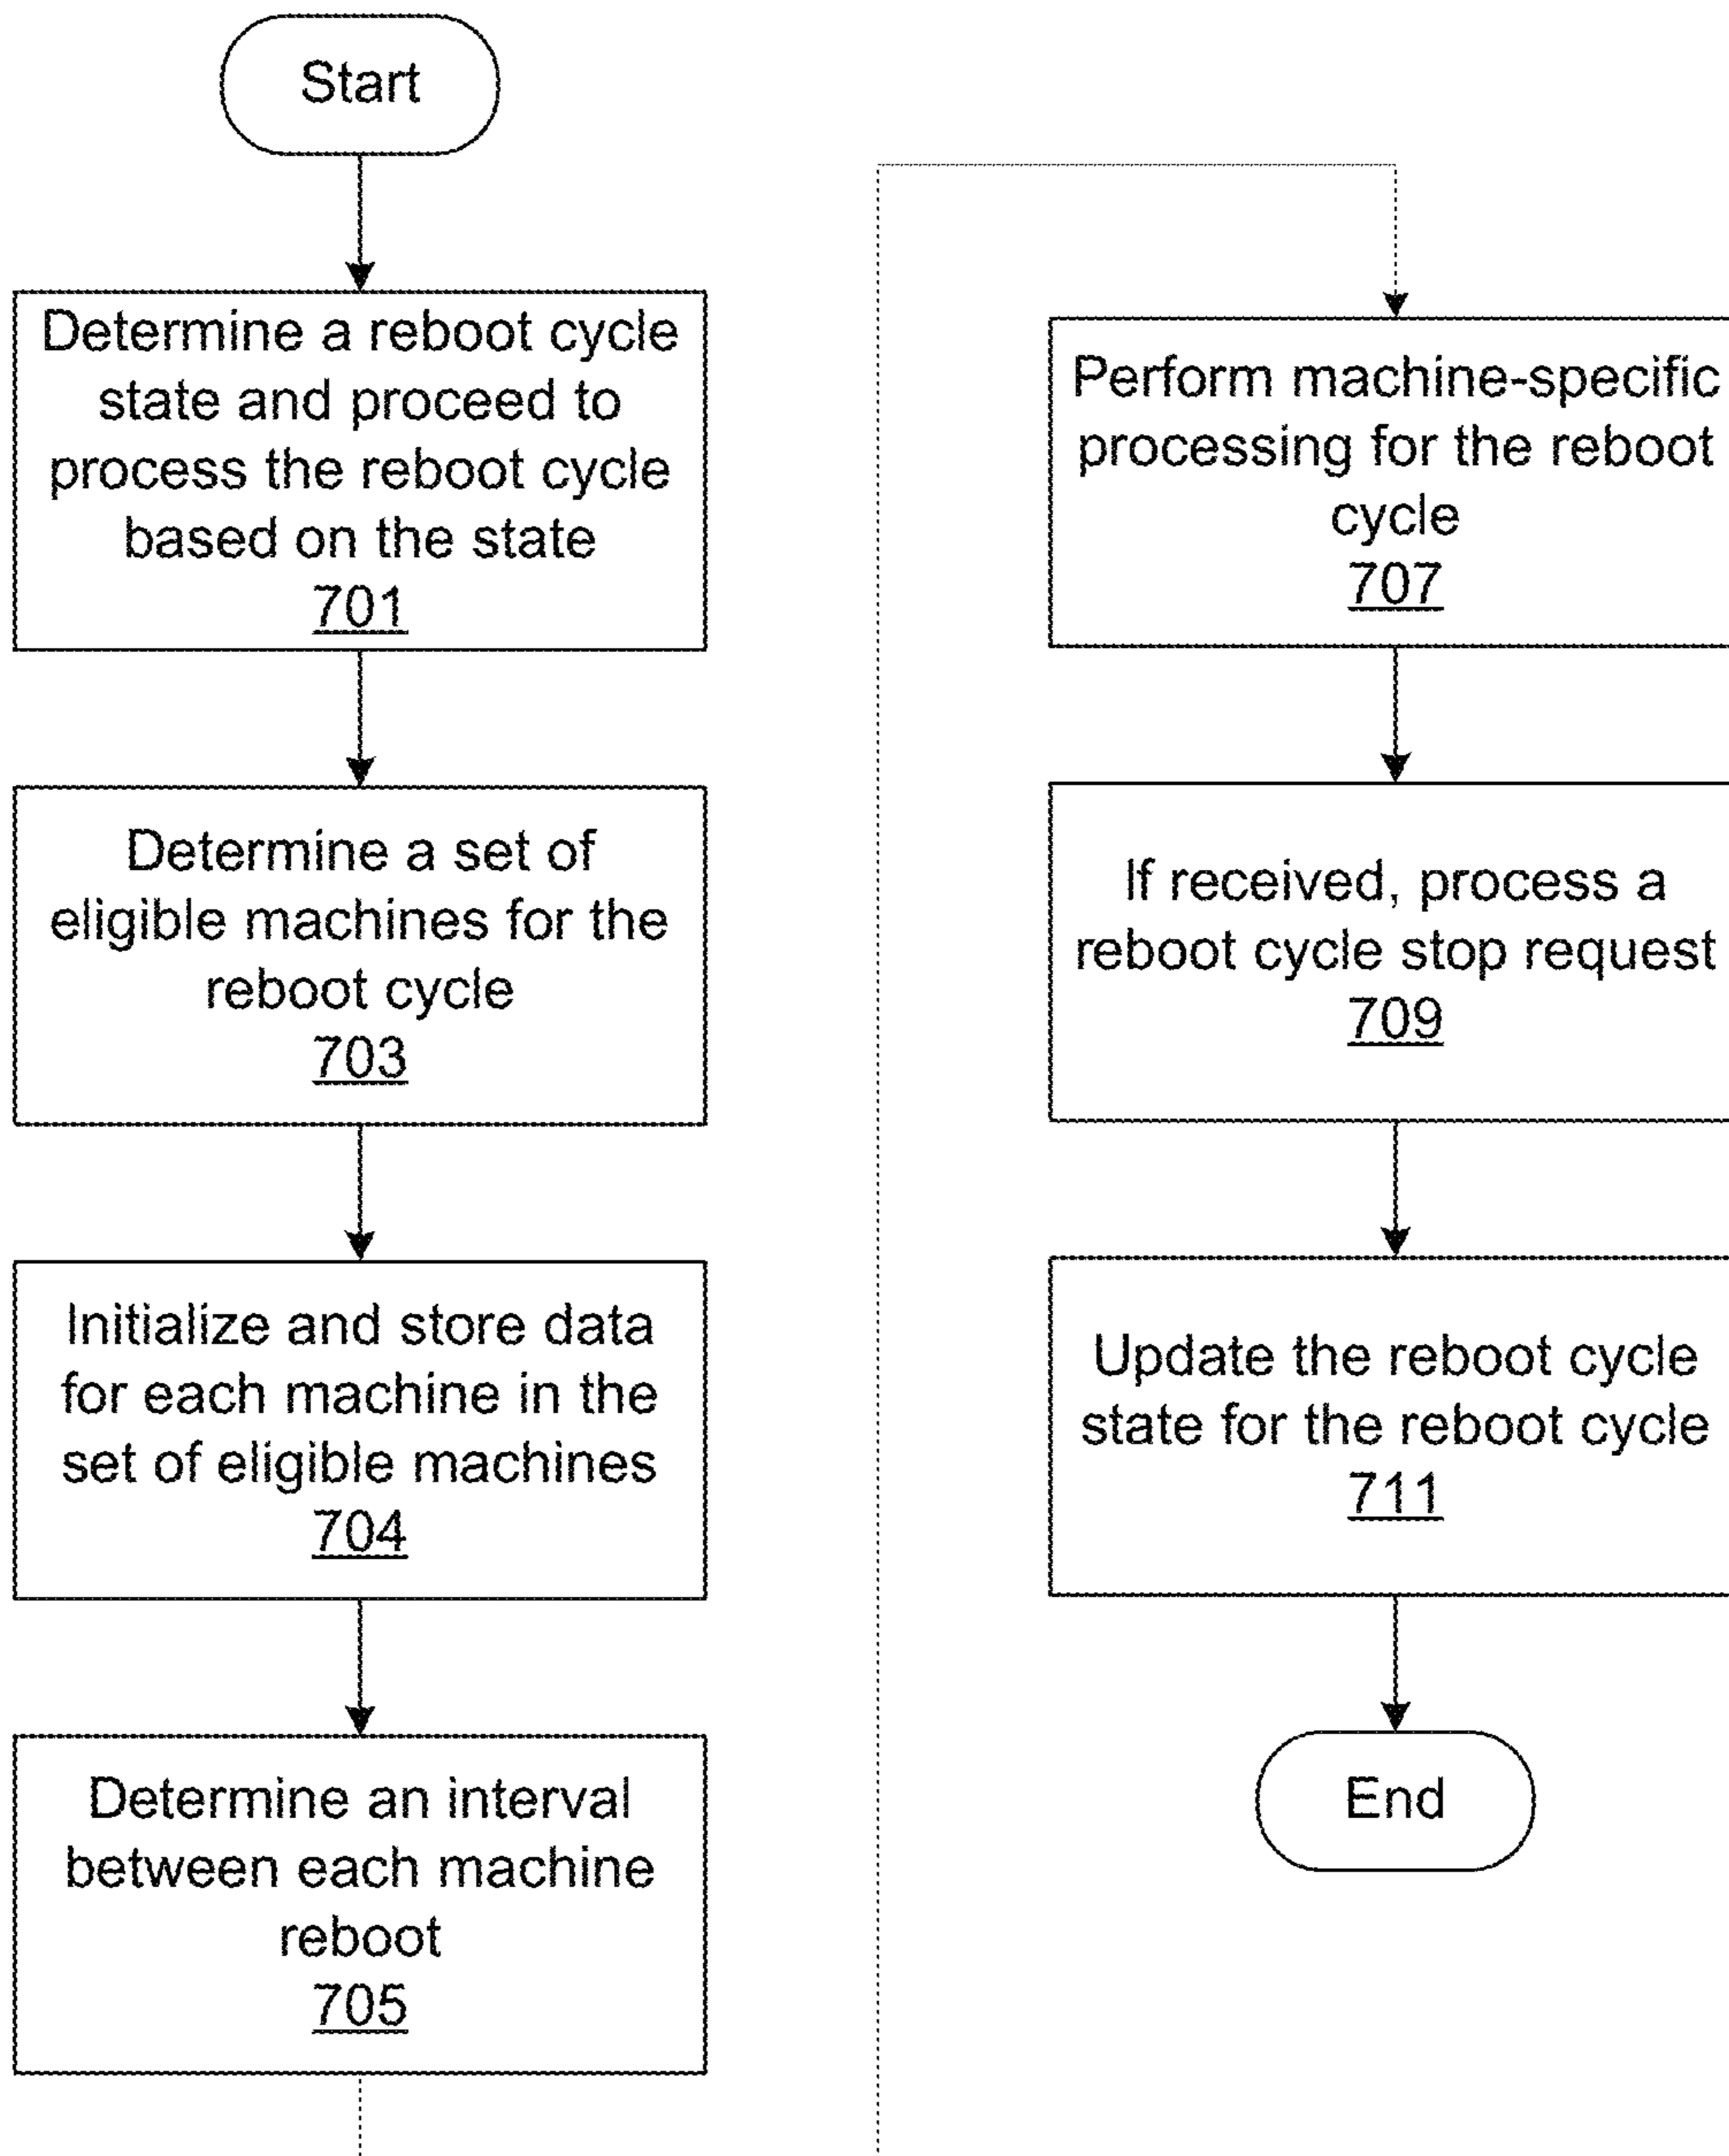 Start
Determine a reboot cycle
state and proceed to
process the reboot cycle
based on the state
701
Determine a set of
eligible machines for the
reboot cycle
703
Initialize and store data
for each machine in the
set of eligible machines
704
Determine an interval
between each machine
reboot
705
Perform machine-specific
processing for the reboot
cycle
707
If received, process a
reboot cycle stop request
709
Update the reboot cycle
state for the reboot cycle
711
End